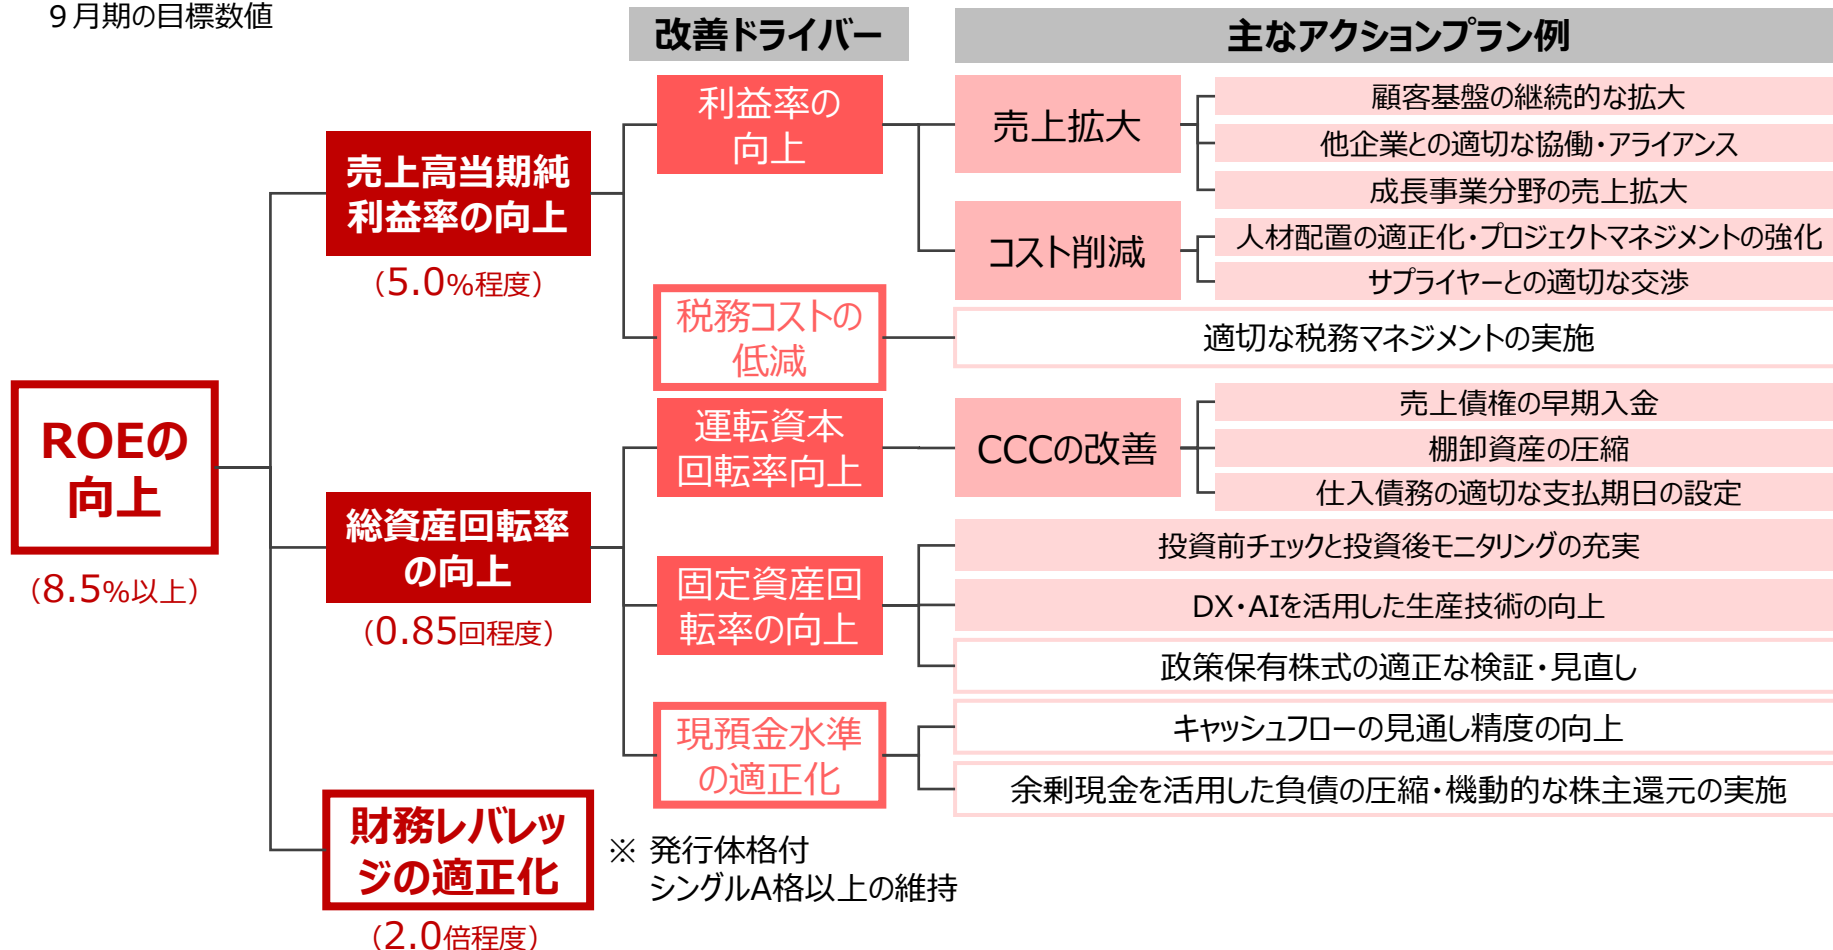 ９月期の目標数値
改善ドライバー
主なアクションプラン例
ROEの
向上
（8.5%以上）
売上高当期純
利益率の向上
（5.0%程度）
利益率の
向上
売上拡大
顧客基盤の継続的な拡大
他企業との適切な協働・アライアンス
成長事業分野の売上拡大
コスト削減
人材配置の適正化・プロジェクトマネジメントの強化
サプライヤーとの適切な交渉
税務コストの
低減
適切な税務マネジメントの実施
総資産回転率
の向上
（0.85回程度）
運転資本
回転率向上
CCCの改善
売上債権の早期入金
棚卸資産の圧縮
仕入債務の適切な支払期日の設定
固定資産回
転率の向上
投資前チェックと投資後モニタリングの充実
DX・AIを活用した生産技術の向上
政策保有株式の適正な検証・見直し
現預金水準
の適正化
キャッシュフローの見通し精度の向上
余剰現金を活用した負債の圧縮・機動的な株主還元の実施
財務レバレッ
ジの適正化
（2.0倍程度）
※ 発行体格付
シングルA格以上の維持